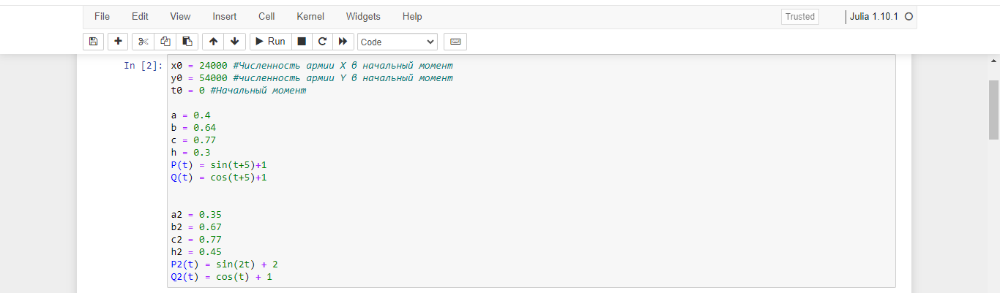 File Edit View Insert Cell Kernel Widgets Help Trusted Julia 1.10.1
Run Code
In [2]: x0 = 24000 #Численность армии X в начальный момент
y0 = 54000 #численность армии Y в начальный момент
t0 = 0 #Начальный момент
a = 0.4
b = 0.64
c = 0.77
h = 0.3
P(t) = sin(t+5)+1
Q(t) = cos(t+5)+1
a2 = 0.35
b2 = 0.67
c2 = 0.77
h2 = 0.45
P2(t) = sin(2t) + 2
Q2(t) = cos(t) + 1